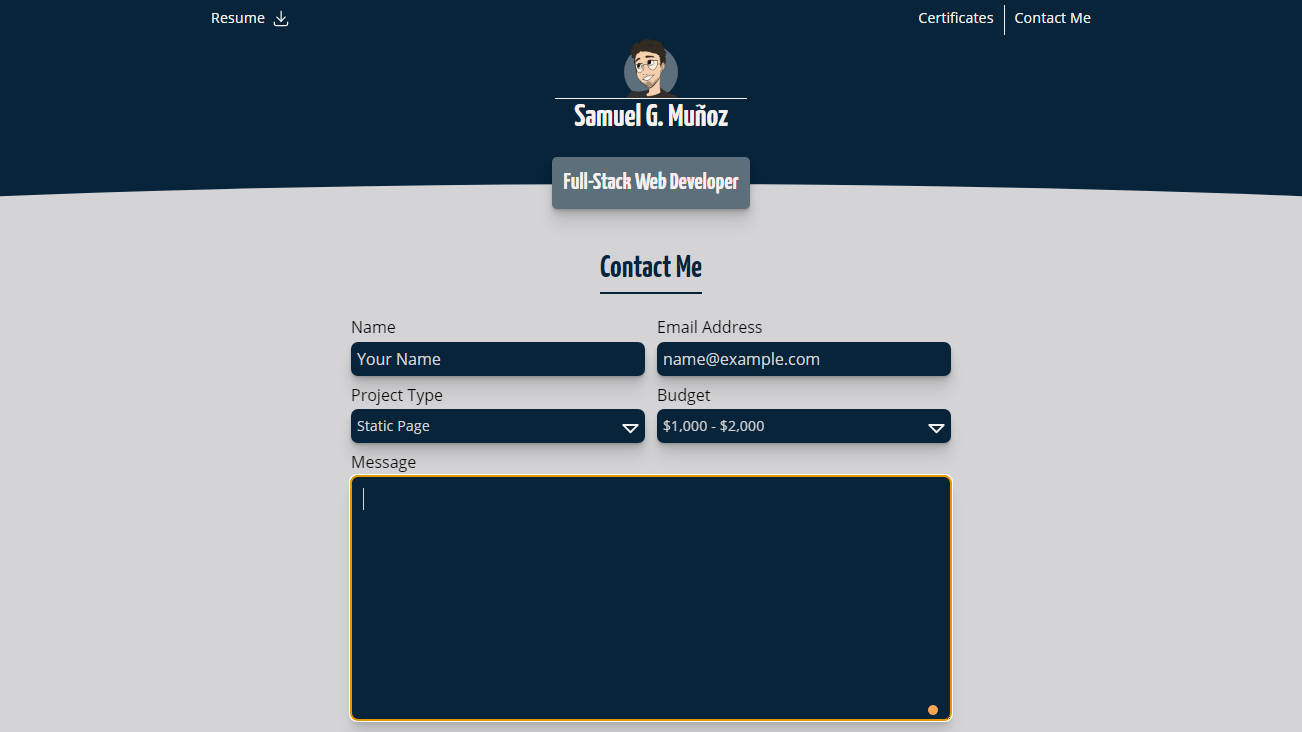 Resume
Certificates
Contact Me
Samuel G. Muñoz
Full-Stack Web Developer
Contact Me
Name
Email Address
Your Name
name@example.com
Project Type
Budget
Static Page
$1,000 - $2,000
Message